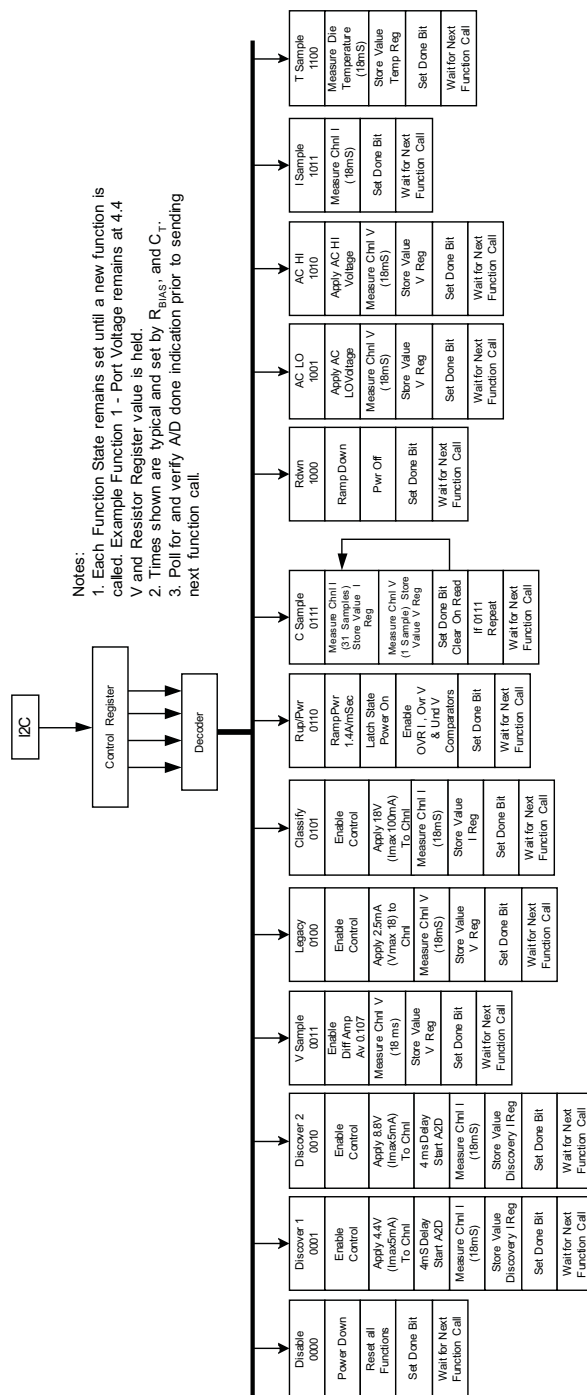 I2C
Control Register
Decoder
Notes:
1. Each Function State remains set until a new function is
called. Example Function 1 - Port Voltage remains at 4.4
V and Resistor Register value is held.
2. Times shown are typical and set by RBIAS, and CT.
3. Poll for and verify A/D done indication prior to sending
next function call.
Disable
0000
Power Down
Reset all
Functions
Set Done Bit
Wait for Next
Function Call
Discover 1
0001
Enable
Control
Apply 4.4V
(Imax5mA)
To Chnl
4mS Delay
Start A2D
Measure Chnl I
(18mS)
Store Value
Discovery I Reg
Set Done Bit
Wait for Next
Function Call
Discover 2
0010
Enable
Control
Apply 8.8V
(Imax5mA)
To Chnl
4 ms Delay
Start A2D
Measure Chnl I
(18mS)
Store Value
Discovery I Reg
Set Done Bit
Wait for Next
Function Call
V Sample
0011
Enable
Diff Amp
Av 0.107
Measure Chnl V
(18 ms)
Store Value
V Reg
Set Done Bit
Wait for Next
Function Call
Legacy
0100
Enable
Control
Apply 2.5mA
(Vmax 18) to
Chnl
Measure Chnl V
(18mS)
Store Value
V Reg
Set Done Bit
Wait for Next
Function Call
Classify
0101
Enable
Control
Apply 18V
(Imax100mA)
To Chnl
Measure Chnl I
(18mS)
Store Value
I Reg
Set Done Bit
Wait for Next
Function Call
Rup/Pwr
0110
RampPwr
1.4A/mSec
Latch State
Power On
Enable
OVR I , Ovr V
& Und V
Comparators
Set Done Bit
Wait for Next
Function Call
C Sample
0111
Measure Chnl I
(31 Samples)
Store Value I
Reg
Measure Chnl V
(1 Sample) Store
Value V Reg
Set Done Bit
Clear On Read
If 0111
Repeat
Wait for Next
Function Call
Rdwn
1000
Ramp Down
Pwr Off
Set Done Bit
Wait for Next
Function Call
AC LO
1001
Apply AC
LOVoltage
Measure Chnl V
(18mS)
Store Value
V Reg
Set Done Bit
Wait for Next
Function Call
AC HI
1010
Apply AC HI
Voltage
Measure Chnl V
(18mS)
Store Value
V Reg
Set Done Bit
Wait for Next
Function Call
I Sample
1011
Measure Chnl I
(18mS)
Set Done Bit
Wait for Next
Function Call
T Sample
1100
Measure Die
Temperature
(18mS)
Store Value
Temp Reg
Set Done Bit
Wait for Next
Function Call